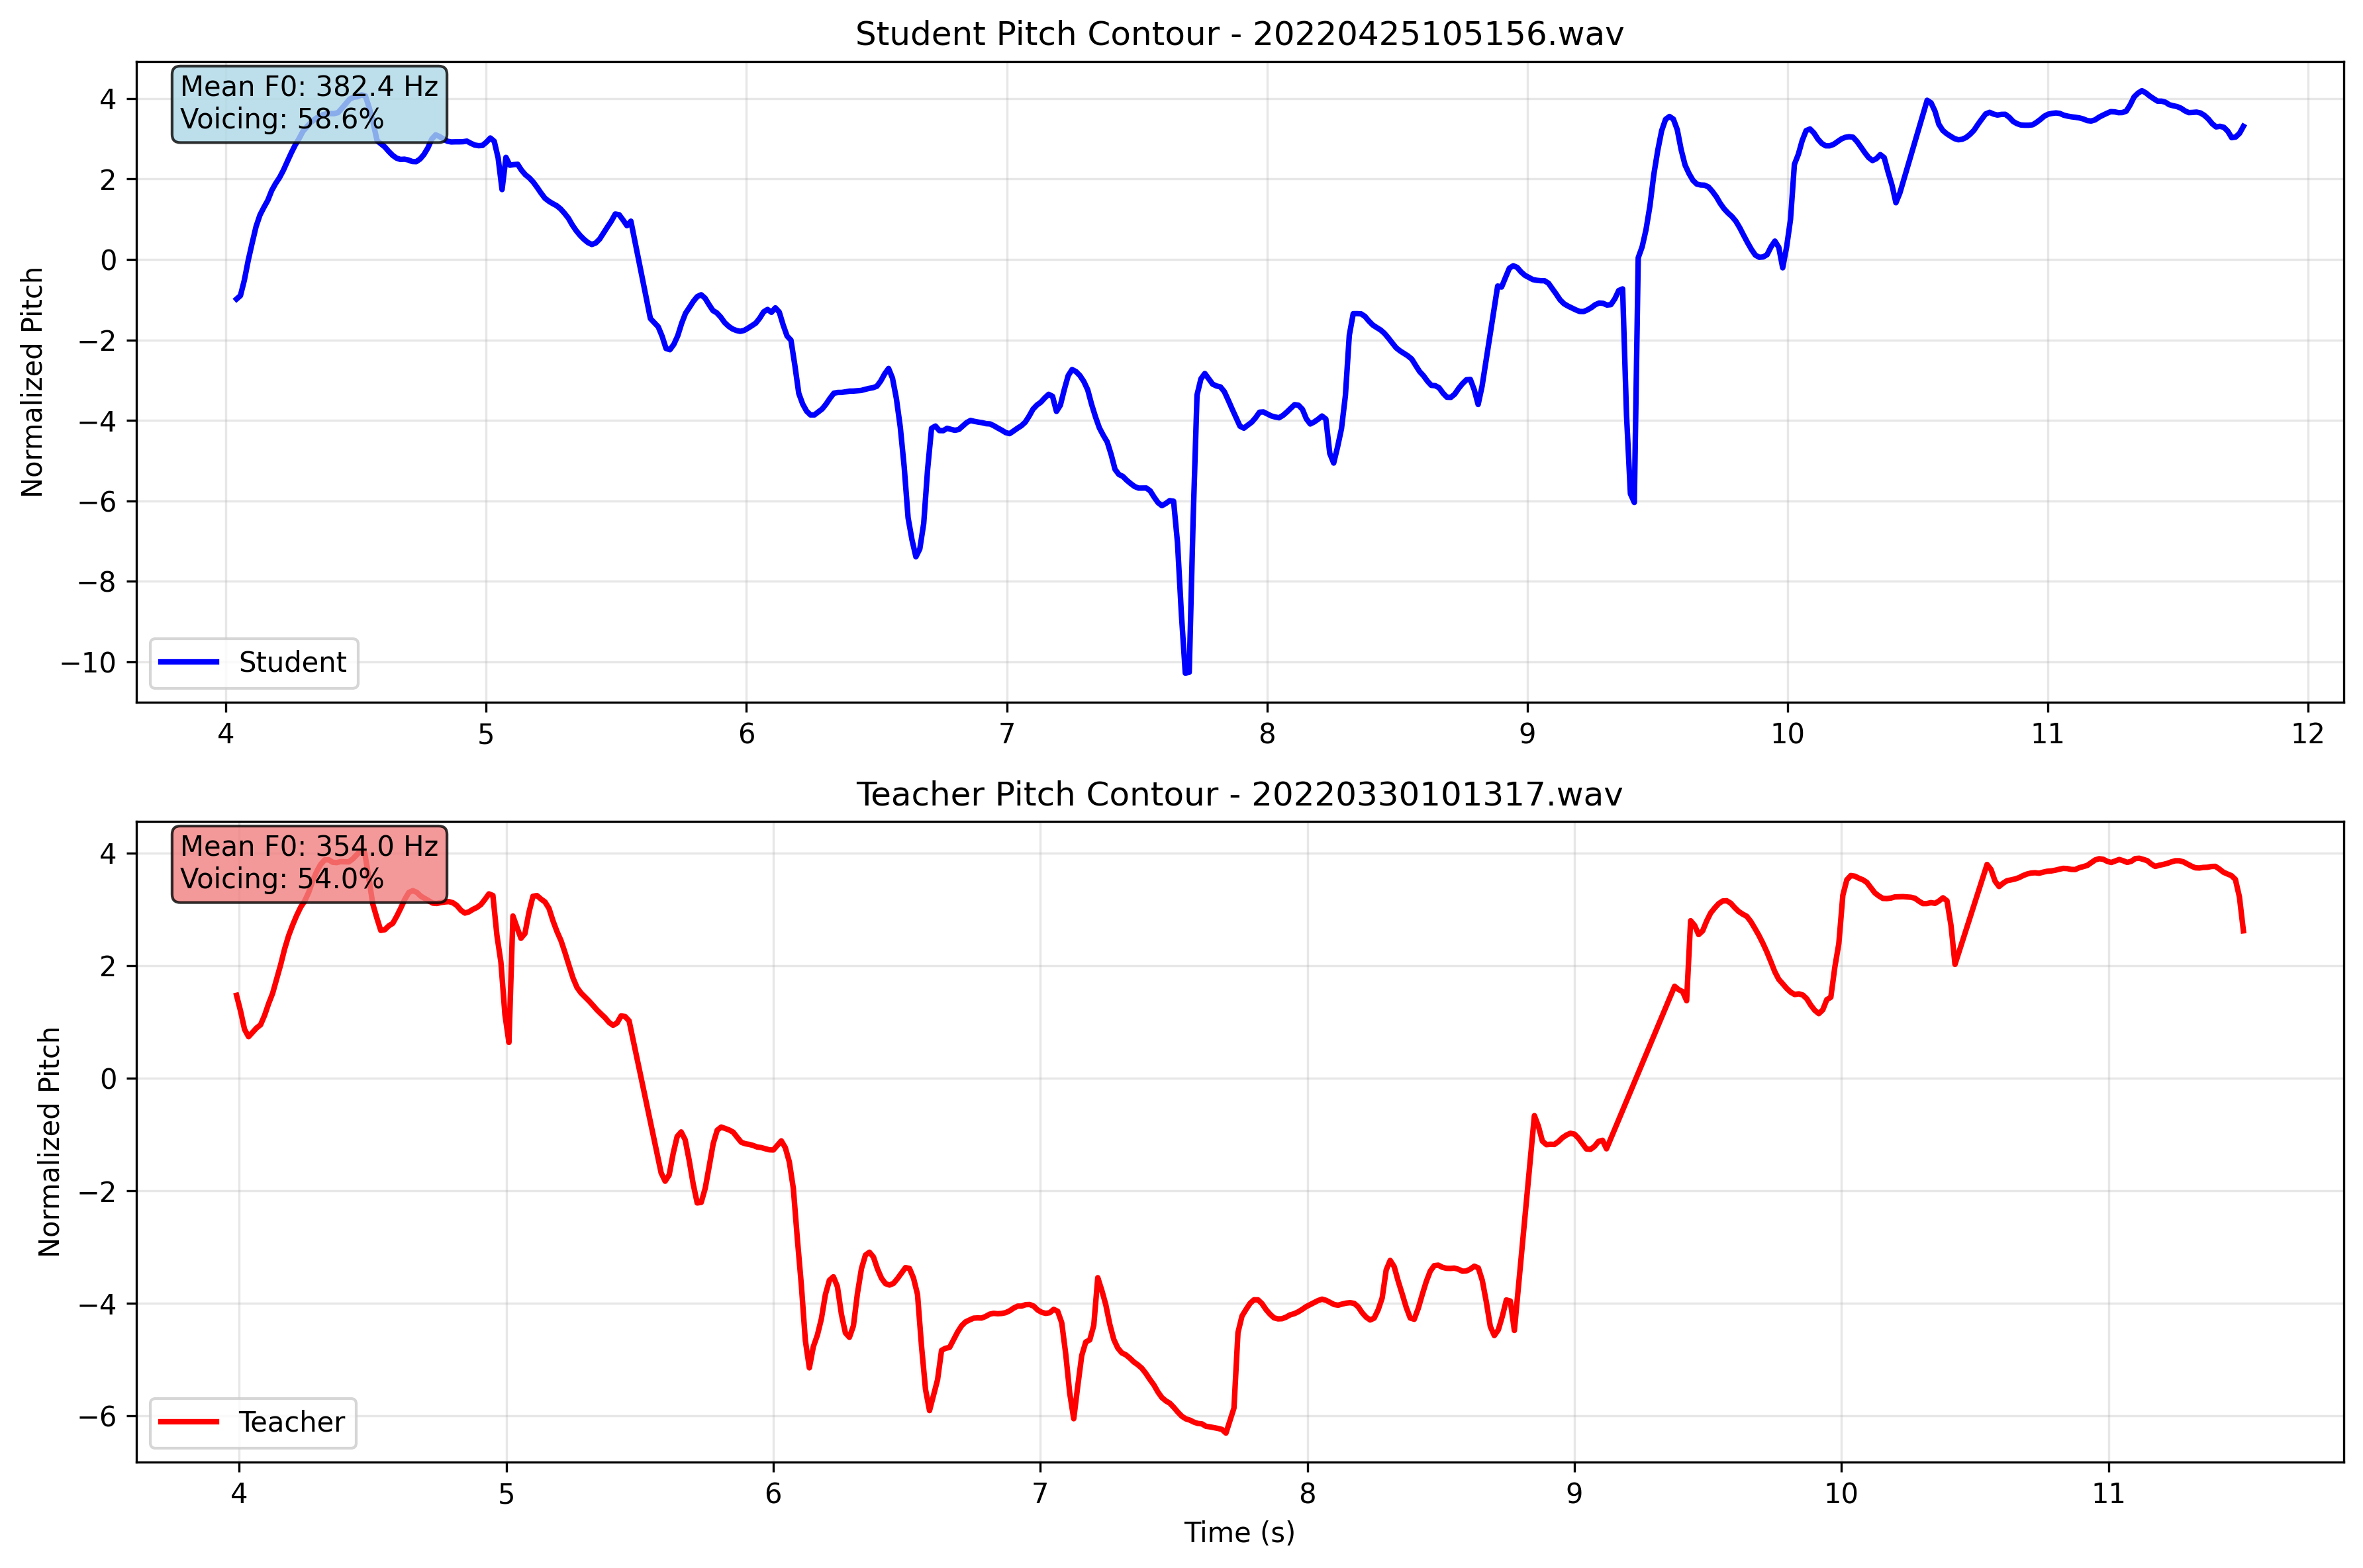 Student Pitch Contour - 20220425105156.wav
Mean F0: 382.4 Hz
Voicing: 58.6%
Normalized Pitch
4
2
0
−2
−4
−6
−8
−10
Student
4 5 6 7 8 9 10 11 12
Teacher Pitch Contour - 20220330101317.wav
Mean F0: 354.0 Hz
Voicing: 54.0%
Normalized Pitch
4
2
0
−2
−4
−6
Teacher
4 5 6 7 8 9 10 11
Time (s)